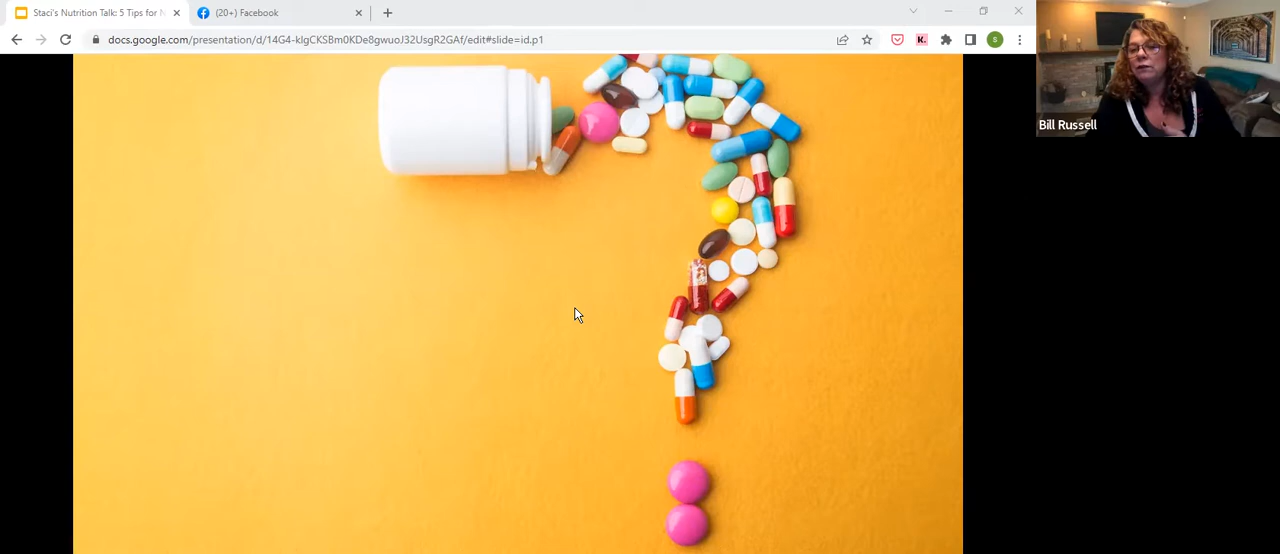 Staci's Nutrition Talk: 5 Tips for N
(20+) Facebook
docs.google.com/presentation/d/14G4-klgCKSBm0KDe8gwuoJ32UsgR2GAf/edit#slide=id.p1
K.
S
Bill Russell